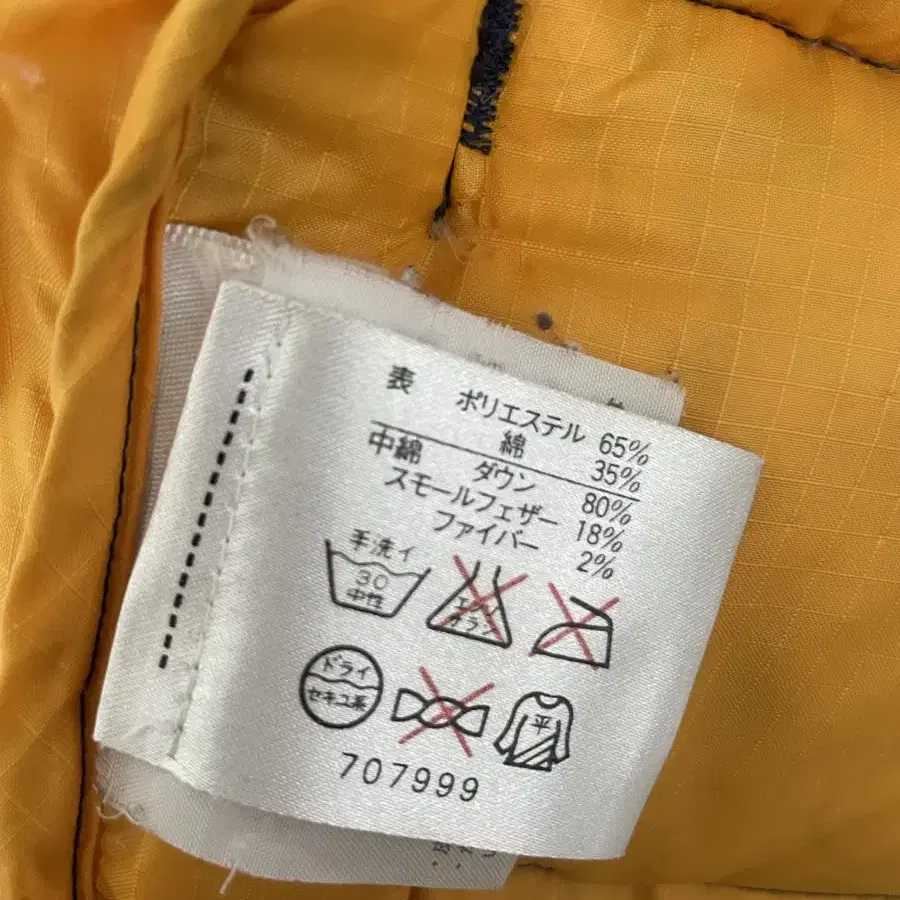 表 ポリエステル 65%
綿 35%
中綿 ダウン 80%
スモールフェザー 18%
ファイバー 2%
手洗イ
30
中性
エンソ
サラシ
ドライ
セキユ系
平
707999